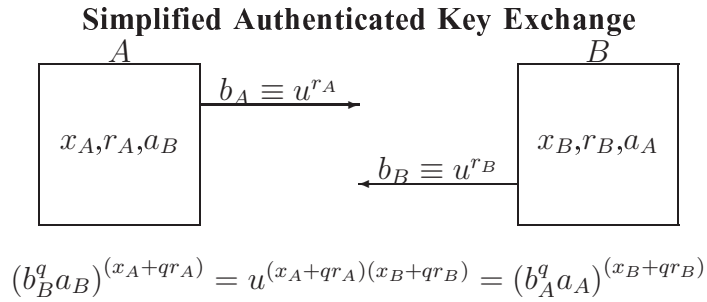 Simplified Authenticated Key Exchange
A B
b_A ≡ u^{r_A}
x_A,r_A,a_B x_B,r_B,a_A
b_B ≡ u^{r_B}
(b_B^q a_B)^{(x_A+qr_A)} = u^{(x_A+qr_A)(x_B+qr_B)} = (b_A^q a_A)^{(x_B+qr_B)}